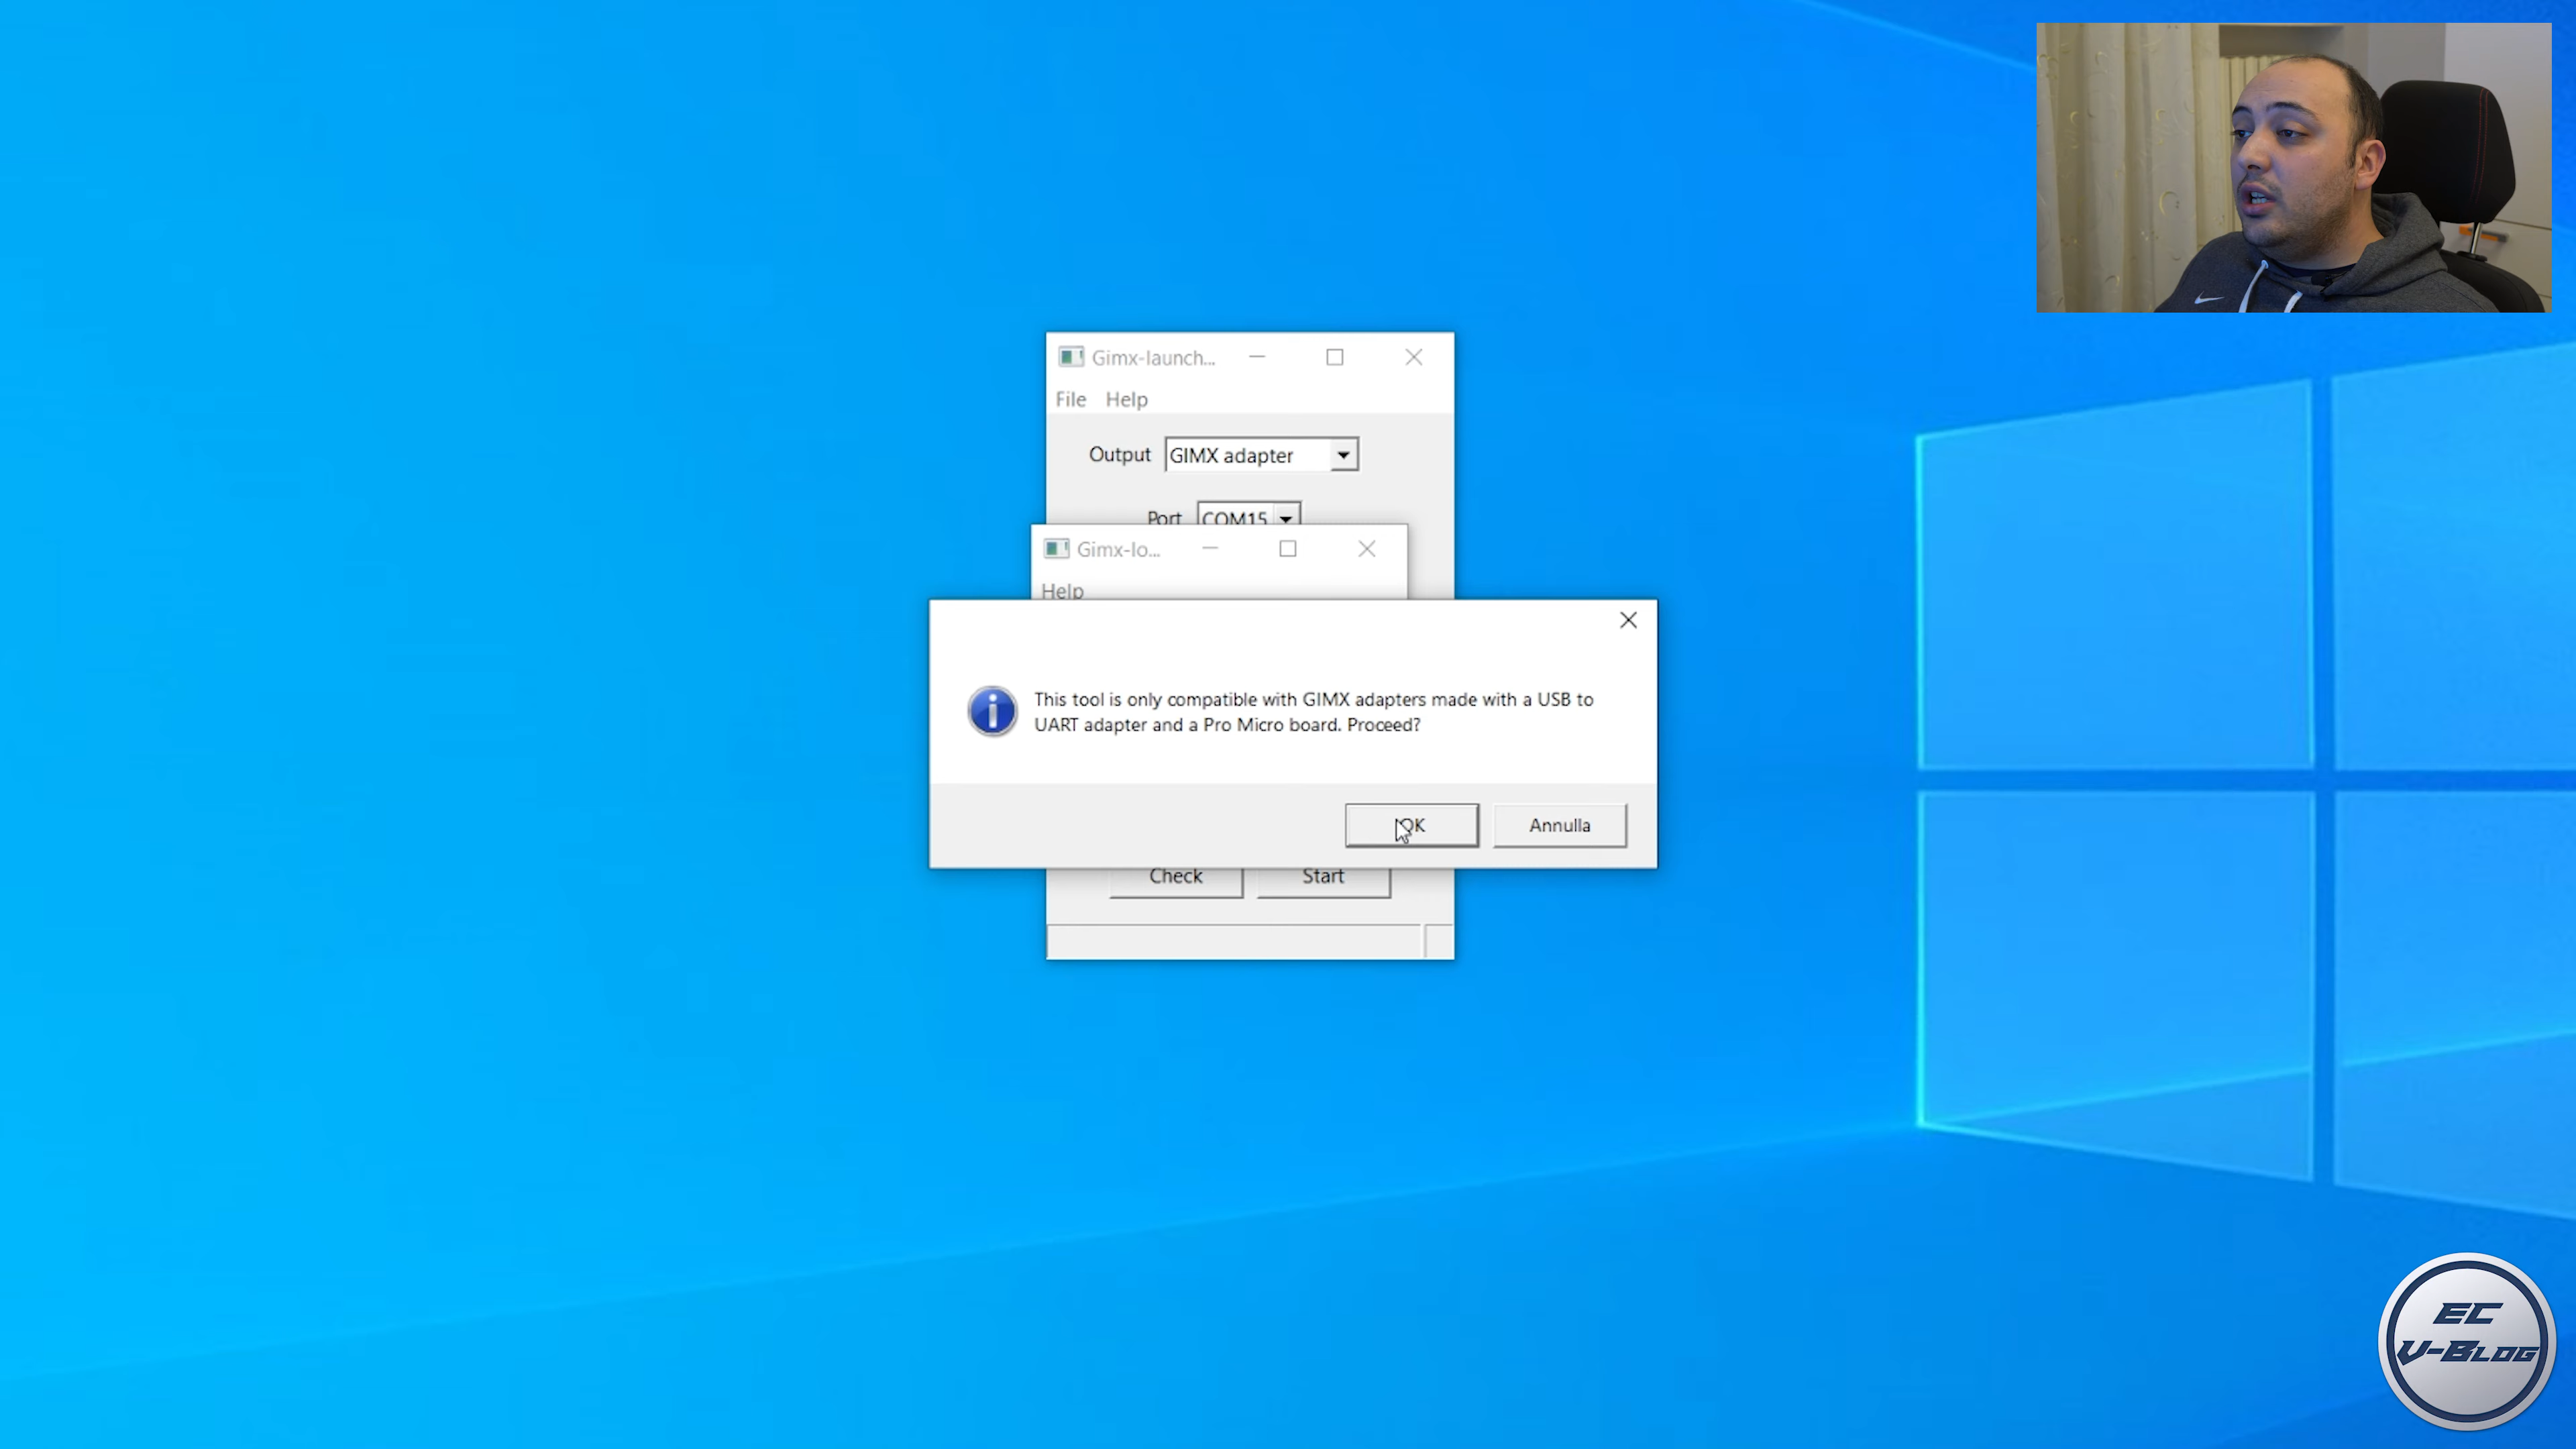 Gimx-launch...
File Help
Output GIMX adapter
Port COM15
Gimx-lo...
Help
This tool is only compatible with GIMX adapters made with a USB to
UART adapter and a Pro Micro board. Proceed?
OK Annulla
Check Start
EC
V-BLOG